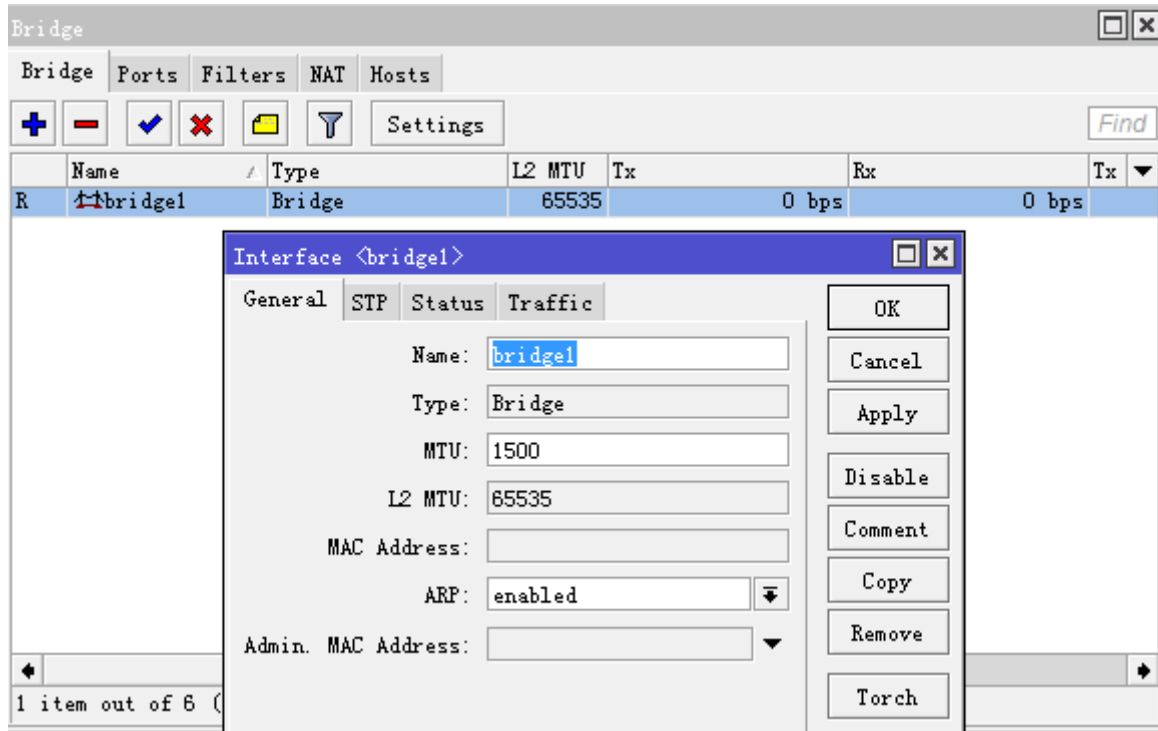 Bridge
Bridge Ports Filters NAT Hosts
Settings Find
Name Type L2 MTU Tx Rx Tx
R bridge1 Bridge 65535 0 bps 0 bps
Interface <bridge1>
General STP Status Traffic
OK
Name: bridge1
Cancel
Type: Bridge
Apply
MTU: 1500
Disable
L2 MTU: 65535
Comment
MAC Address:
Copy
ARP: enabled
Remove
Admin. MAC Address:
Torch
1 item out of 6 (